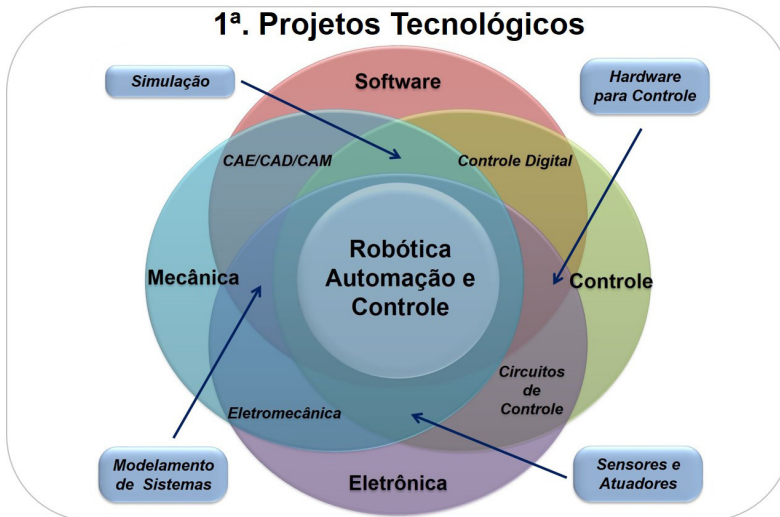 1ª. Projetos Tecnológicos
Simulação
Software
Hardware
para Controle
CAE/CAD/CAM
Controle Digital
Mecânica
Robótica
Automação e
Controle
Controle
Eletromecânica
Circuitos
de
Controle
Modelamento
de Sistemas
Eletrônica
Sensores e
Atuadores